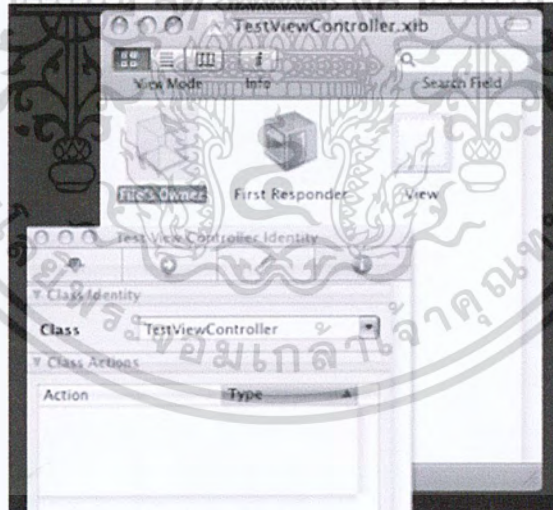 TestViewController.xib
View Mode
Info
Search Field
File's Owner
First Responder
View
Test View Controller Identity
Class Identity
Class TestViewController
Class Actions
Action Type